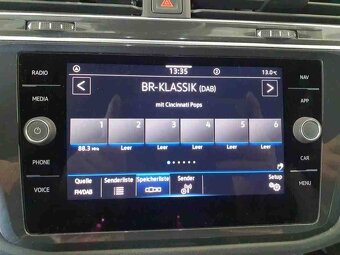 13:35 13.0°C
RADIO
MEDIA
PHONE
VOICE
BR-KLASSIK (DAB)
mit Cincinnati Pops
1 2 3 4 5 6
88.3 MHz Leer Leer Leer Leer Leer
Quelle Senderliste Speicherliste Sender Setup
FM/DAB
NAV
APP
CAR
MENU